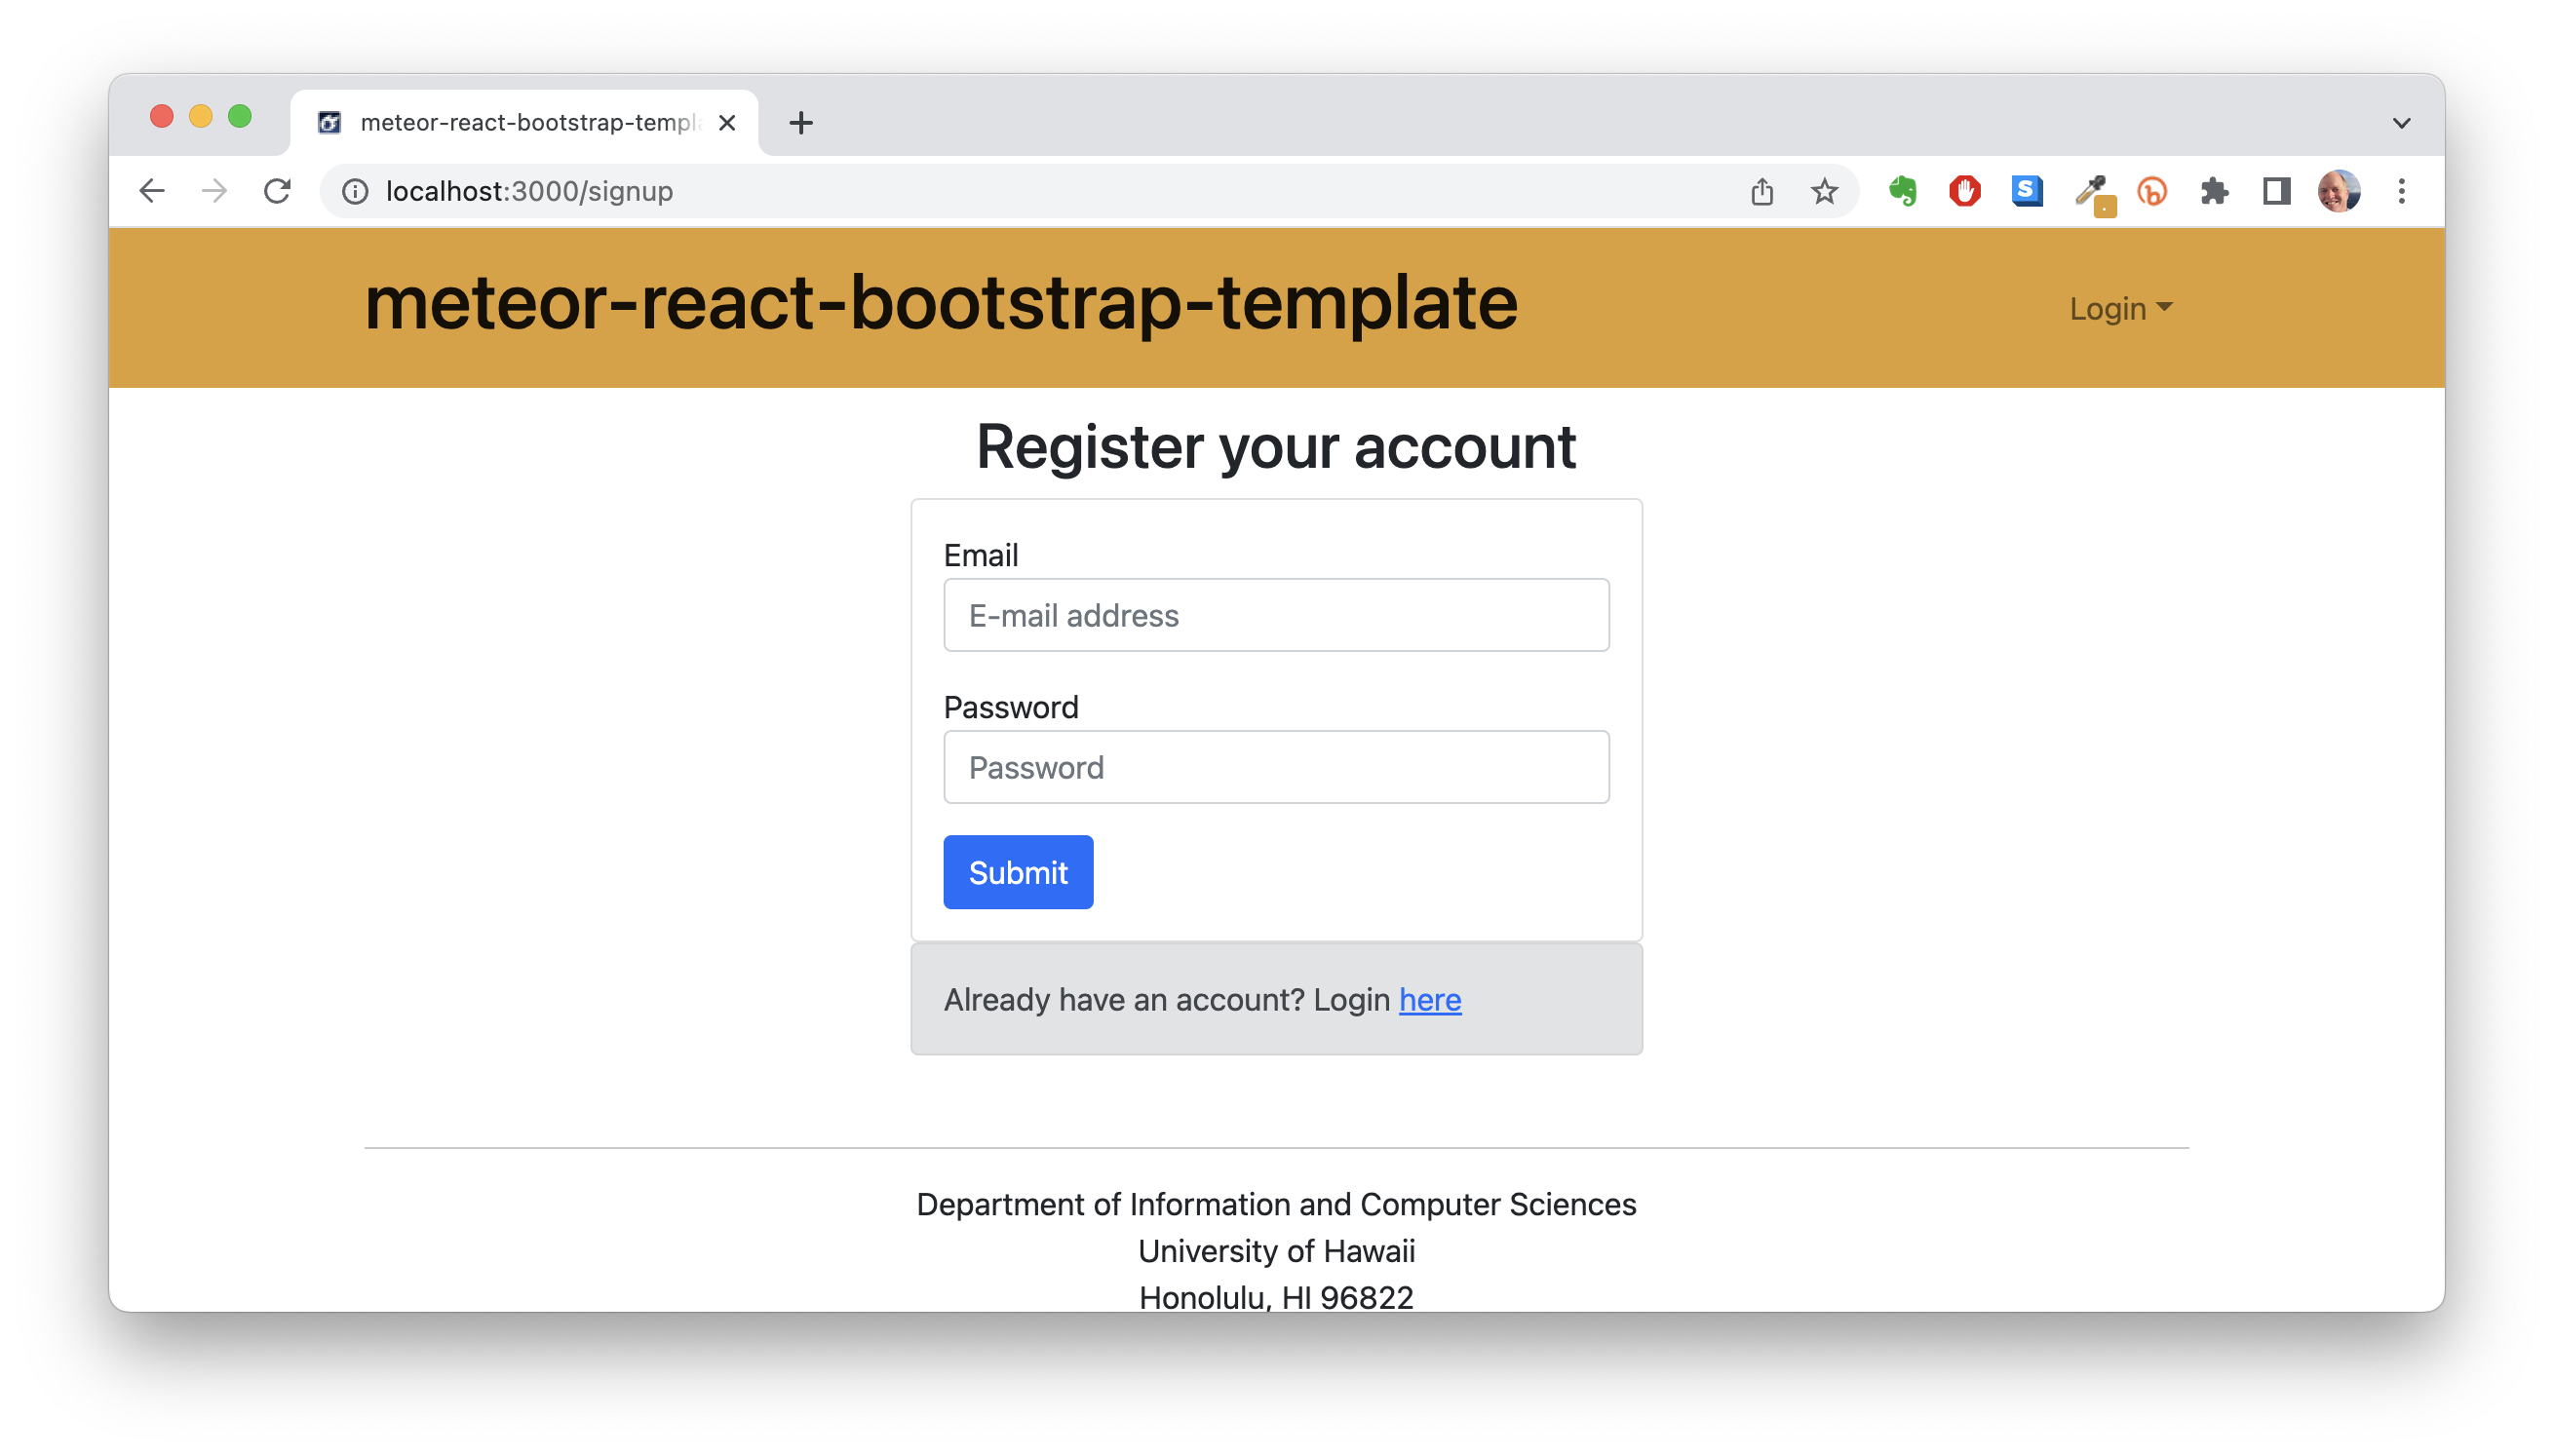 meteor-react-bootstrap-templ
localhost:3000/signup
meteor-react-bootstrap-template
Login
Register your account
Email
E-mail address
Password
Password
Submit
Already have an account? Login here
Department of Information and Computer Sciences
University of Hawaii
Honolulu, HI 96822